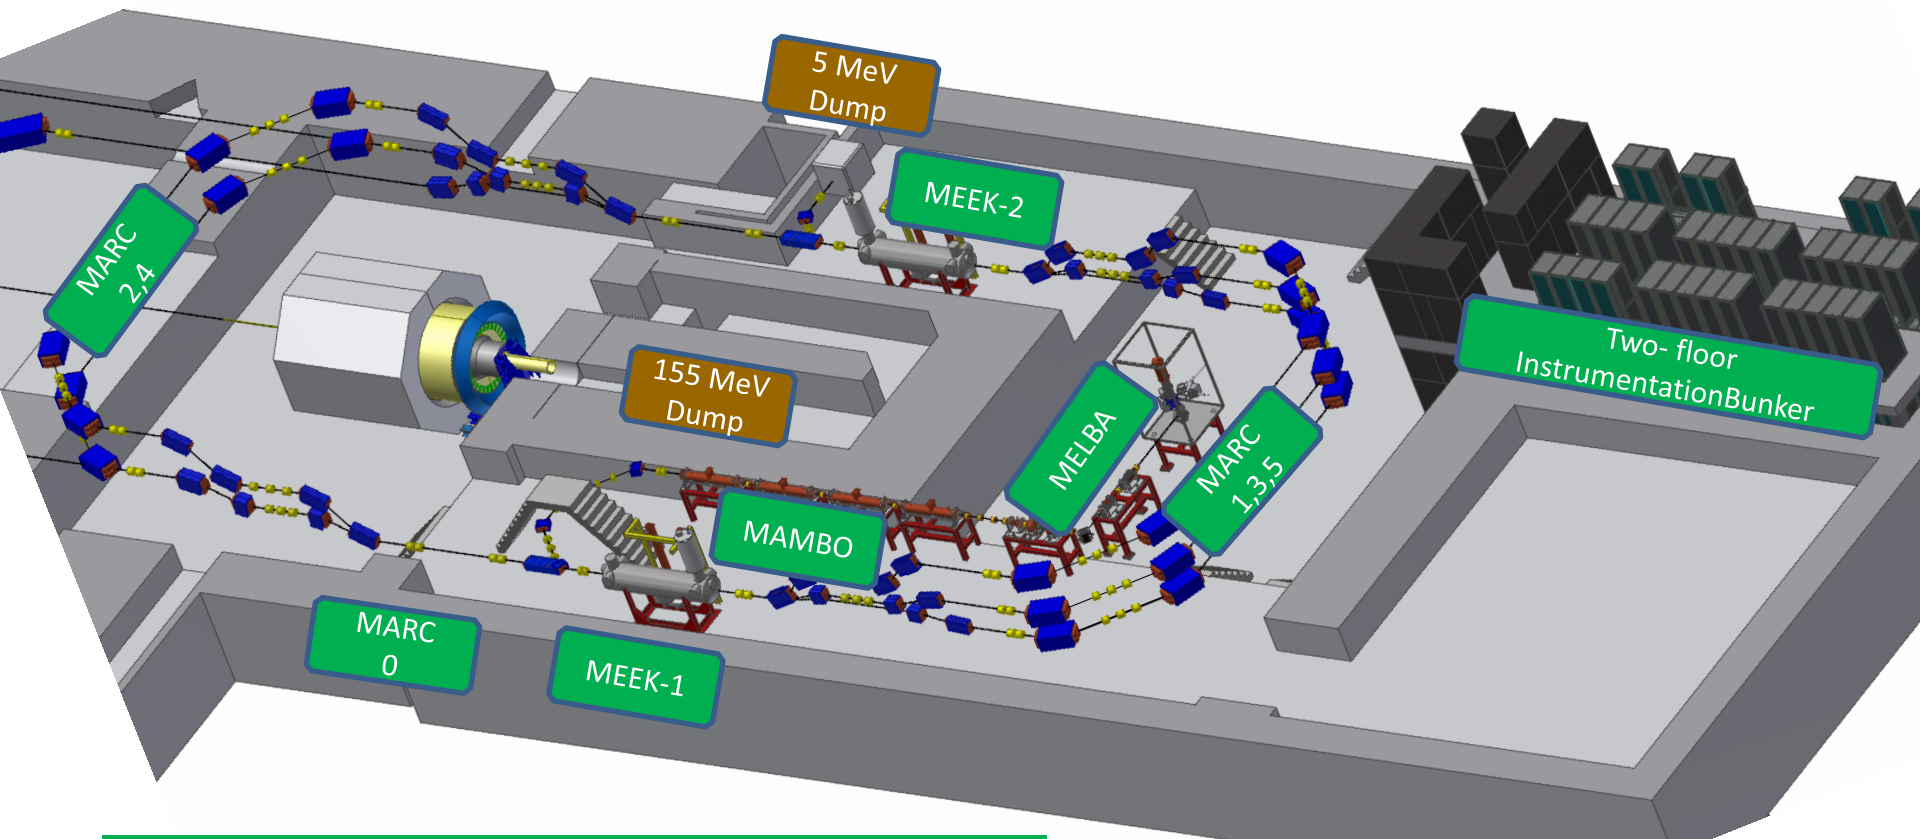 5 MeV
Dump
MEEK-2
MARC
2,4
Two- floor
InstrumentationBunker
155 MeV
Dump
MELBA
MARC
1,3,5
MAMBO
MARC
0
MEEK-1